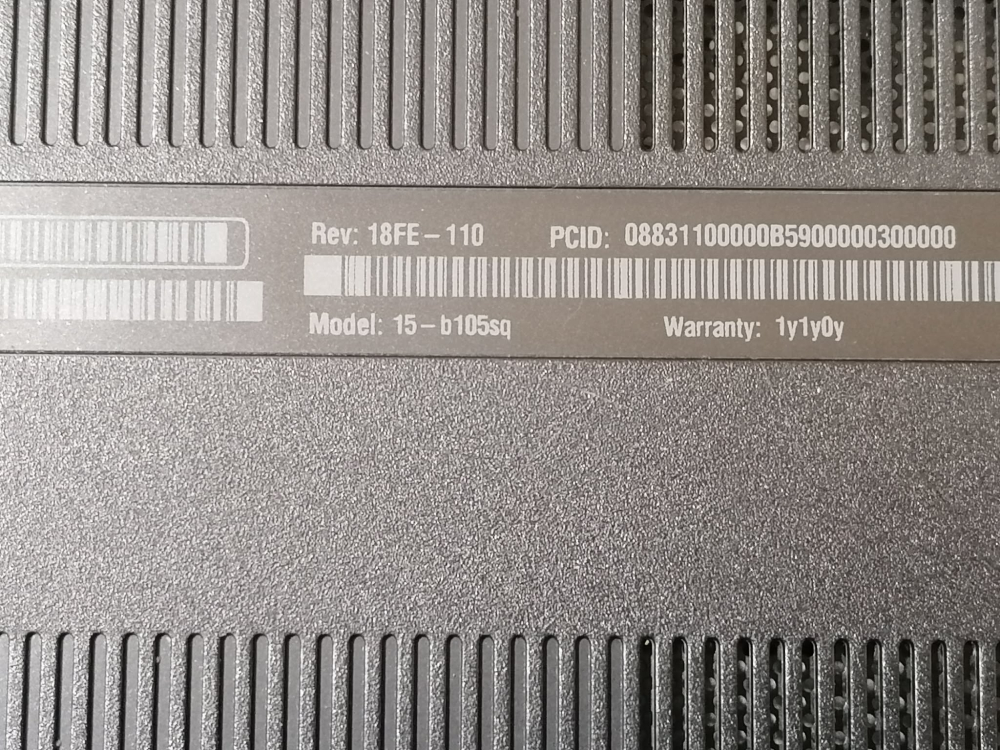 Rev: 18FE-110 PCID: 08831100000B5900000300000
Model: 15-b105sq Warranty: 1y1y0y